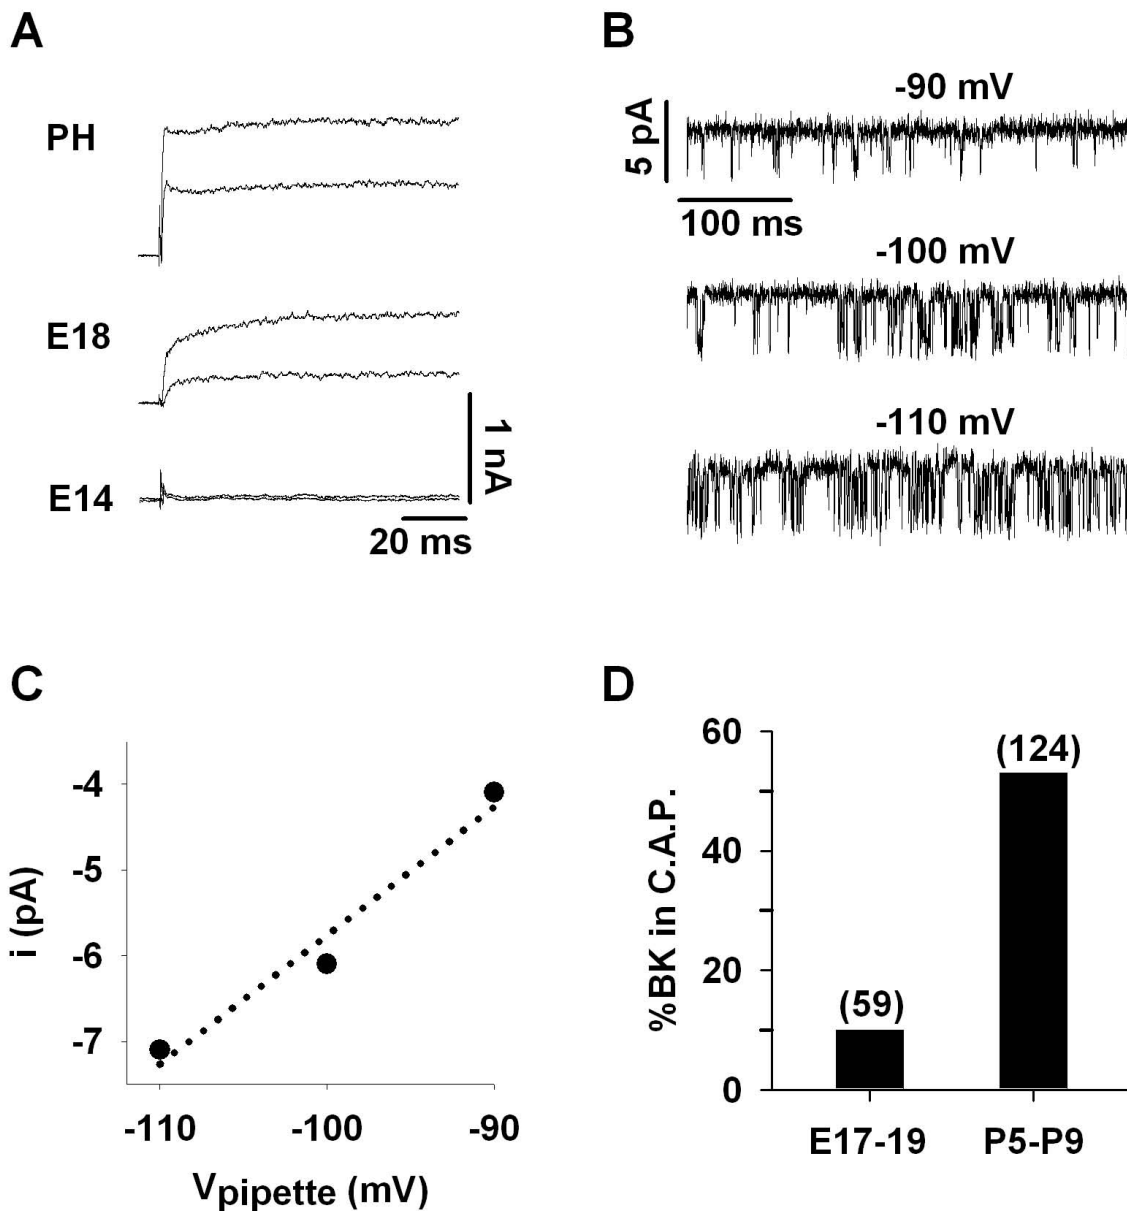 A
PH
E18
E14
1 nA
20 ms
B
-90 mV
5 pA
100 ms
-100 mV
-110 mV
C
-4
-5
-6
-7
i (pA)
-110 -100 -90
Vpipette (mV)
D
60
40
20
0
%BK in C.A.P.
(59)
(124)
E17-19 P5-P9